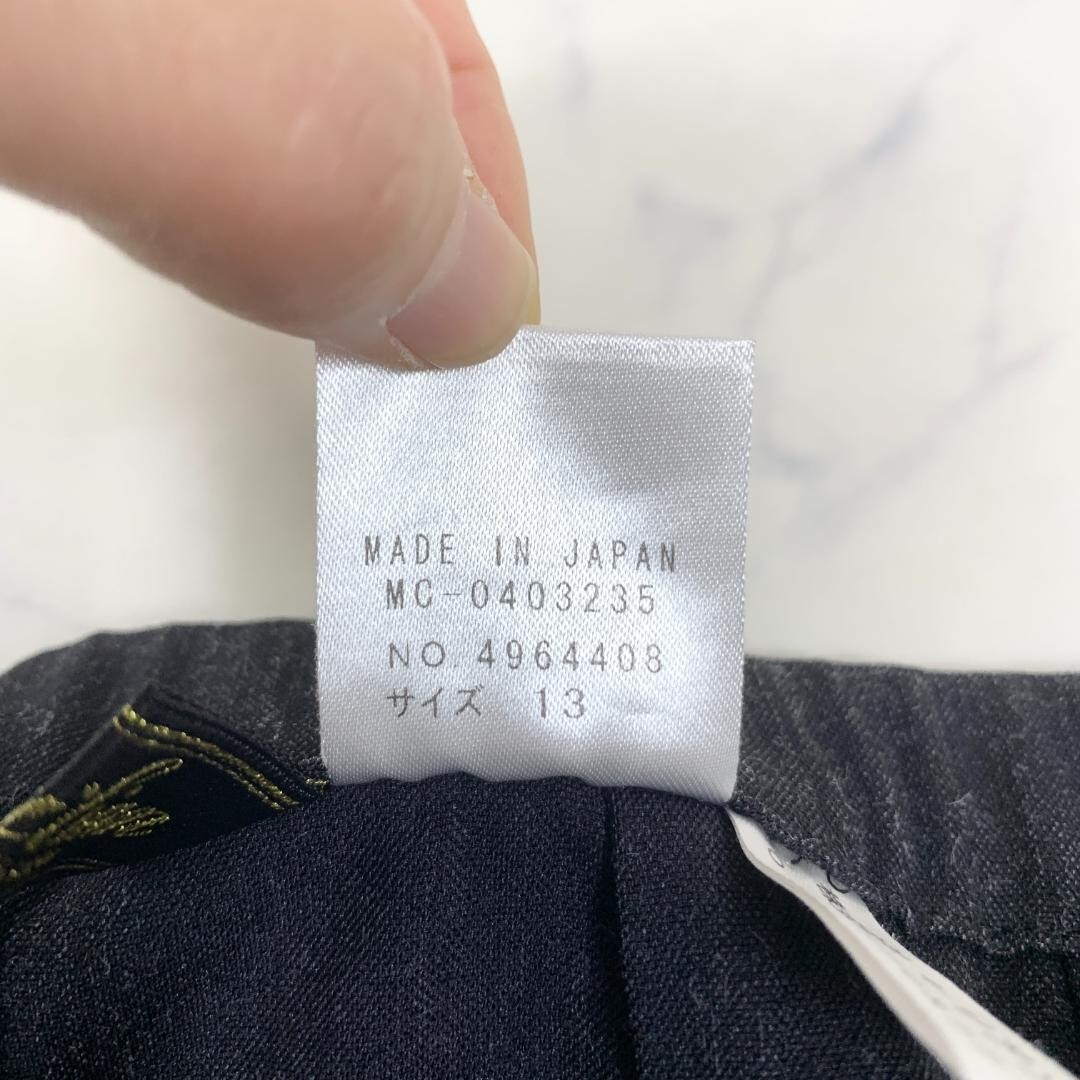 MADE IN JAPAN
MC-0403235
NO. 4964408
サイズ 13